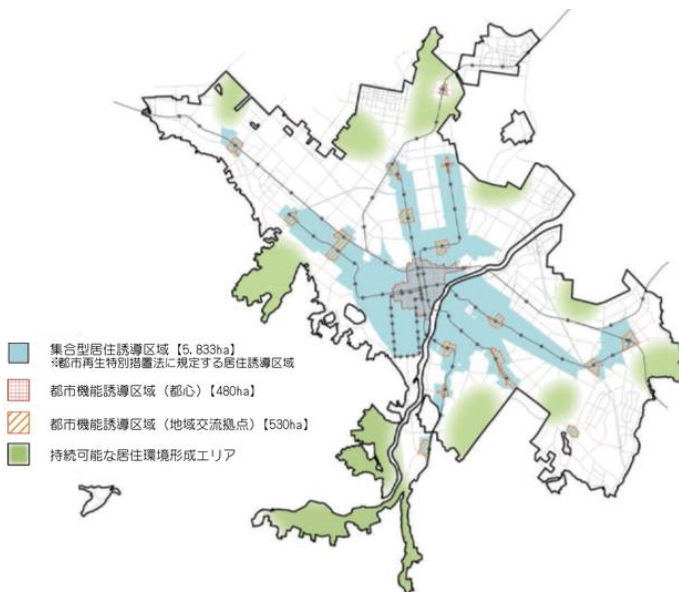 集合型居住誘導区域【5,833ha】
※都市再生特別措置法に規定する居住誘導区域
都市機能誘導区域（都心）【480ha】
都市機能誘導区域（地域交流拠点）【530ha】
持続可能な居住環境形成エリア